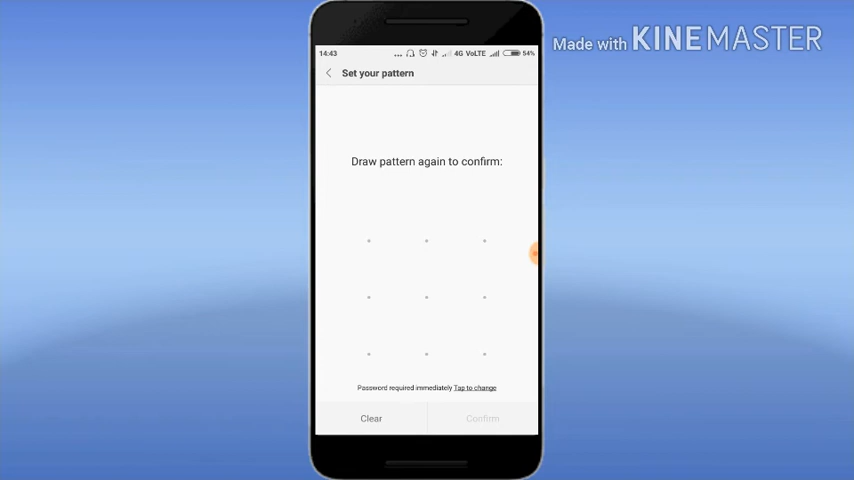 Made with KINEMASTER
14:43 ... 4G VoLTE 54%
Set your pattern
Draw pattern again to confirm:
Password required immediately Tap to change
Clear Confirm